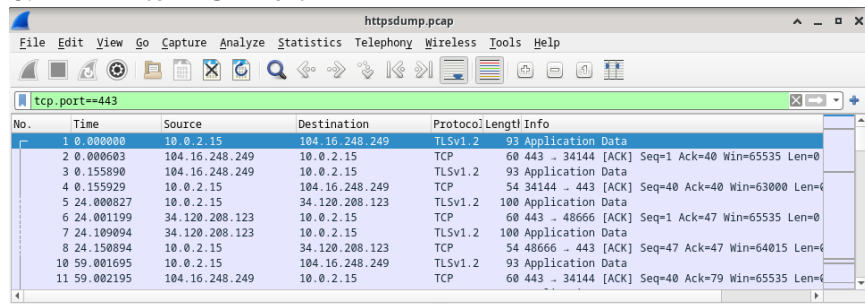 httpsdump.pcap
File Edit View Go Capture Analyze Statistics Telephony Wireless Tools Help
tcp.port==443
No. Time Source Destination Protocol Length Info
1 0.000000 10.0.2.15 104.16.248.249 TLSv1.2 93 Application Data
2 0.000603 104.16.248.249 10.0.2.15 TCP 60 443 → 34144 [ACK] Seq=1 Ack=40 Win=65535 Len=0
3 0.155890 104.16.248.249 10.0.2.15 TLSv1.2 93 Application Data
4 0.155929 10.0.2.15 104.16.248.249 TCP 54 34144 → 443 [ACK] Seq=40 Ack=40 Win=63000 Len=0
5 24.000827 10.0.2.15 34.120.208.123 TLSv1.2 100 Application Data
6 24.001199 34.120.208.123 10.0.2.15 TCP 60 443 → 48666 [ACK] Seq=1 Ack=47 Win=65535 Len=0
7 24.109094 34.120.208.123 10.0.2.15 TLSv1.2 100 Application Data
8 24.150894 10.0.2.15 34.120.208.123 TCP 54 48666 → 443 [ACK] Seq=47 Ack=47 Win=64015 Len=0
10 59.001695 10.0.2.15 104.16.248.249 TLSv1.2 93 Application Data
11 59.002195 104.16.248.249 10.0.2.15 TCP 60 443 → 34144 [ACK] Seq=40 Ack=79 Win=65535 Len=0